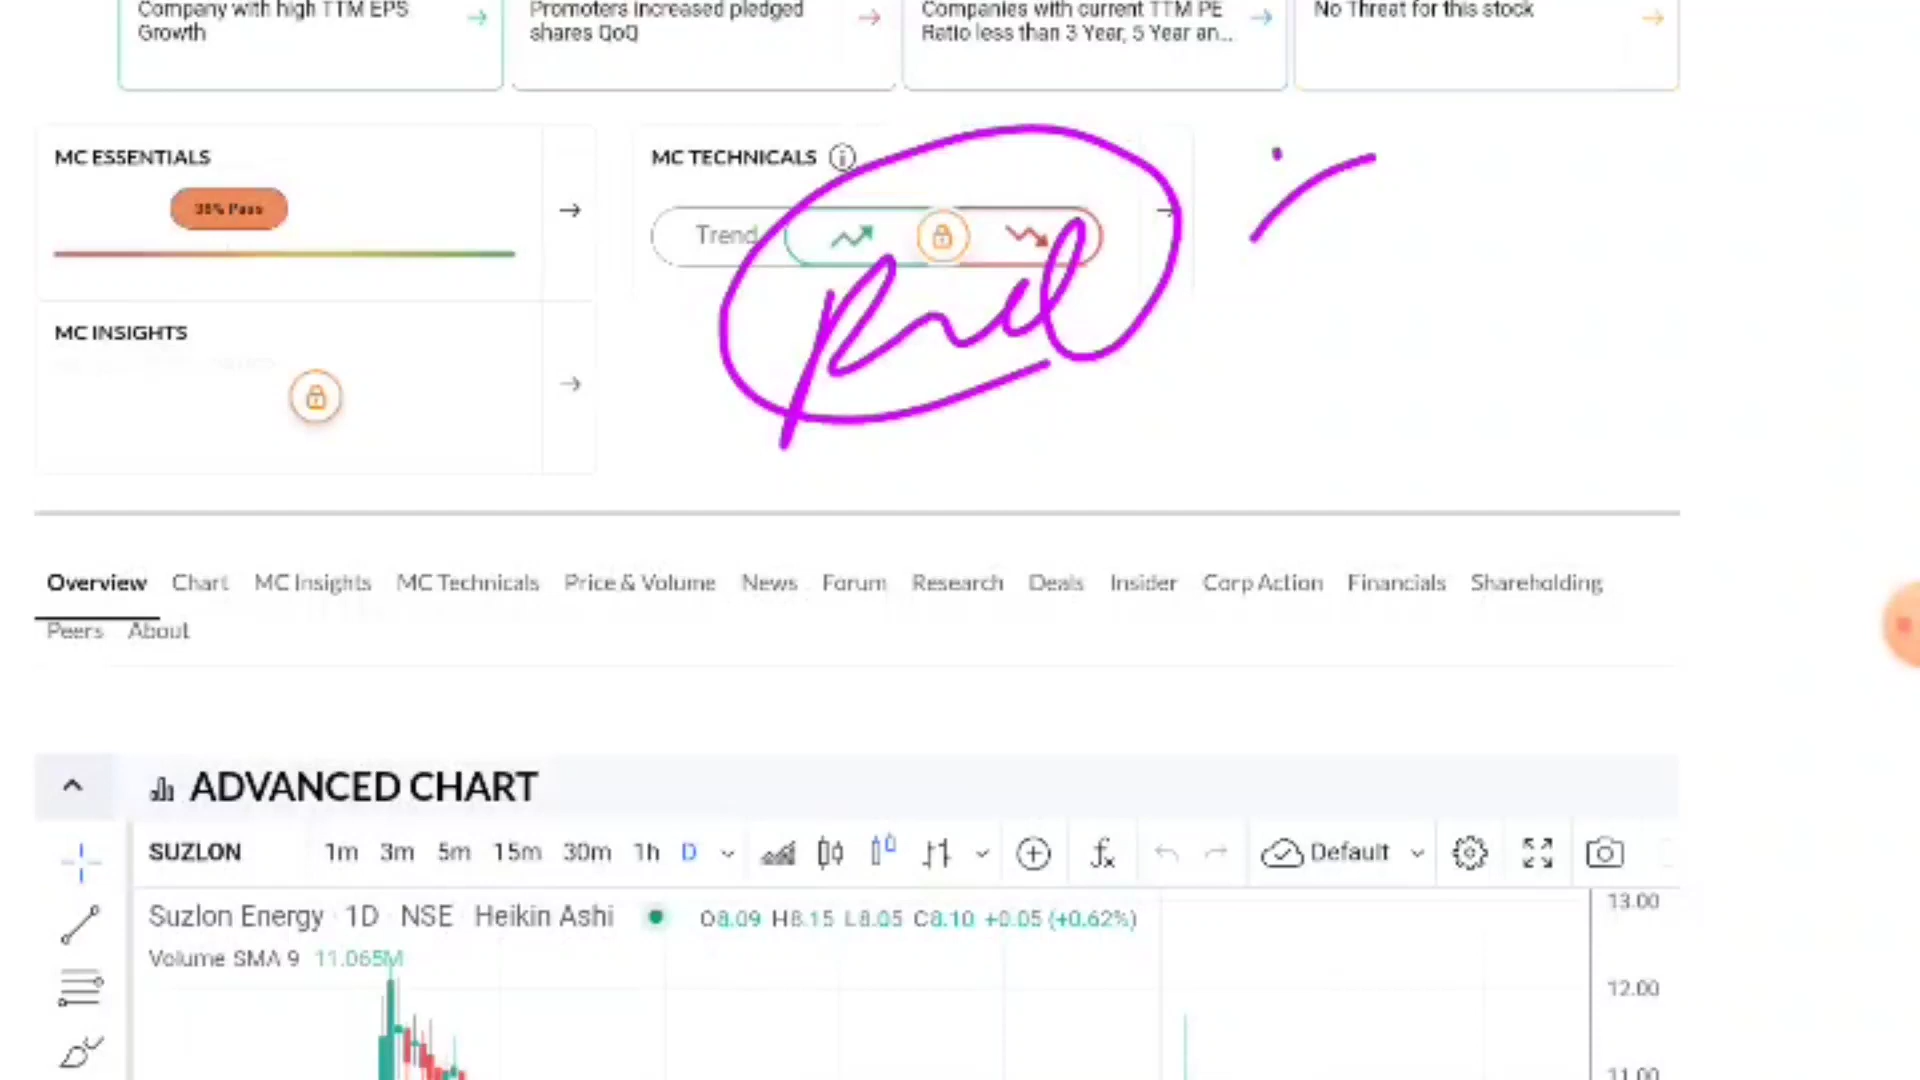 Company with high TTM EPS
Growth
Promoters increased pledged
shares QoQ
Companies with current TTM PE
Ratio less than 3 Year, 5 Year an...
No Threat for this stock
MC ESSENTIALS
38% Pass
MC TECHNICALS
Trend
MC INSIGHTS
Overview Chart MC Insights MC Technicals Price & Volume News Forum Research Deals Insider Corp Action Financials Shareholding
Peers About
ADVANCED CHART
SUZLON 1m 3m 5m 15m 30m 1h D Default
Suzlon Energy 1D NSE Heikin Ashi O8.09 H8.15 L8.05 C8.10 +0.05 (+0.62%)
13.00
Volume SMA 9 11.065M
12.00
11.00